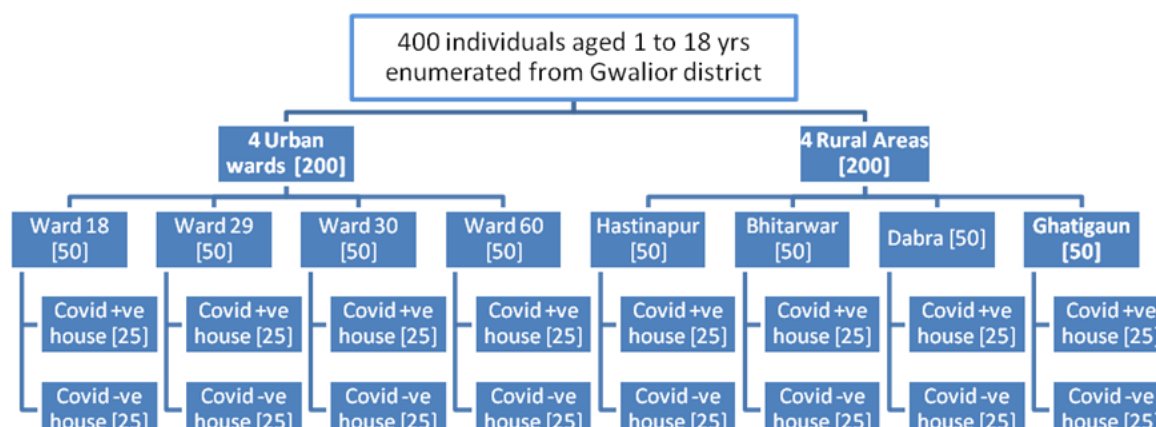 400 individuals aged 1 to 18 yrs
enumerated from Gwalior district
4 Urban
wards [200]
4 Rural Areas
[200]
Ward 18
[50]
Ward 29
[50]
Ward 30
[50]
Ward 60
[50]
Hastinapur
[50]
Bhitarwar
[50]
Dabra [50]
Ghatigaun
[50]
Covid +ve
house [25]
Covid +ve
house [25]
Covid +ve
house [25]
Covid +ve
house [25]
Covid +ve
house [25]
Covid +ve
house [25]
Covid +ve
house [25]
Covid +ve
house [25]
Covid -ve
house [25]
Covid -ve
house [25]
Covid -ve
house [25]
Covid -ve
house [25]
Covid -ve
house [25]
Covid -ve
house [25]
Covid -ve
house [25]
Covid -ve
house [25]